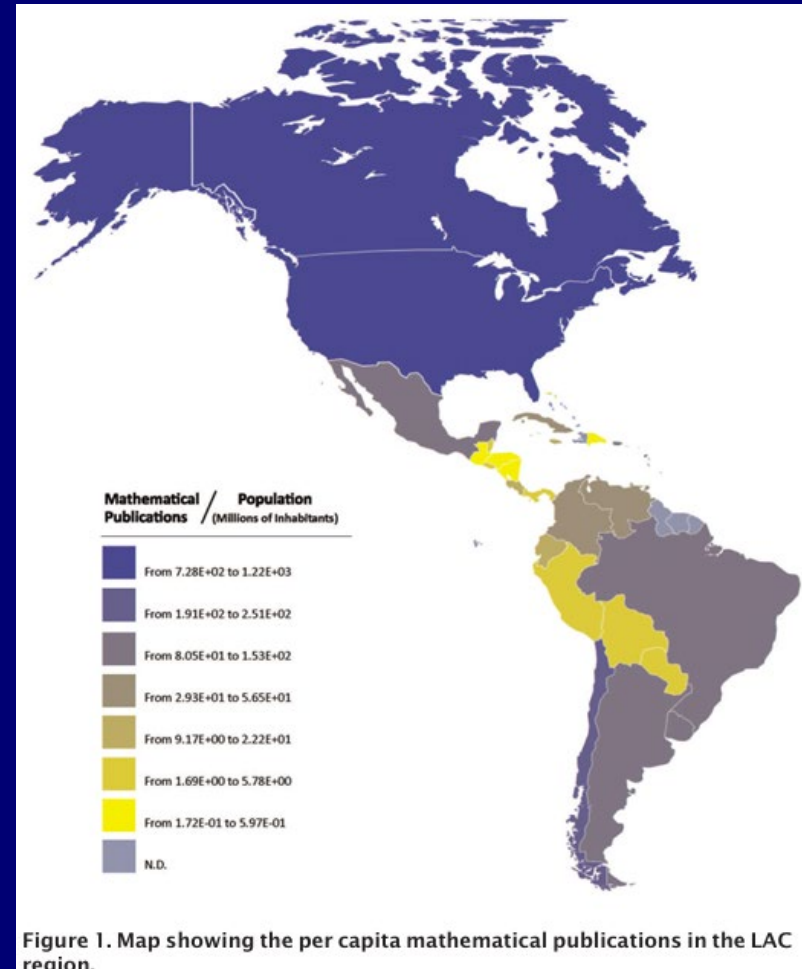 Mathematical / Population
Publications (Millions of Inhabitants)
From 7.28E+02 to 1.22E+03
From 1.91E+02 to 2.51E+02
From 8.05E+01 to 1.53E+02
From 2.93E+01 to 5.65E+01
From 9.17E+00 to 2.22E+01
From 1.69E+00 to 5.78E+00
From 1.72E-01 to 5.97E-01
N.D.
Figure 1. Map showing the per capita mathematical publications in the LAC
region.